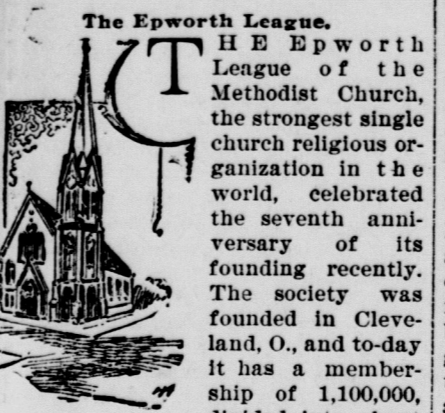 The Epworth League.
THE Epworth
League of the
Methodist Church,
the strongest single
church religious or-
ganization in the
world, celebrated
the seventh anni-
versary of its
founding recently.
The society was
founded in Cleve-
land, O., and to-day
it has a member-
ship of 1,100,000,